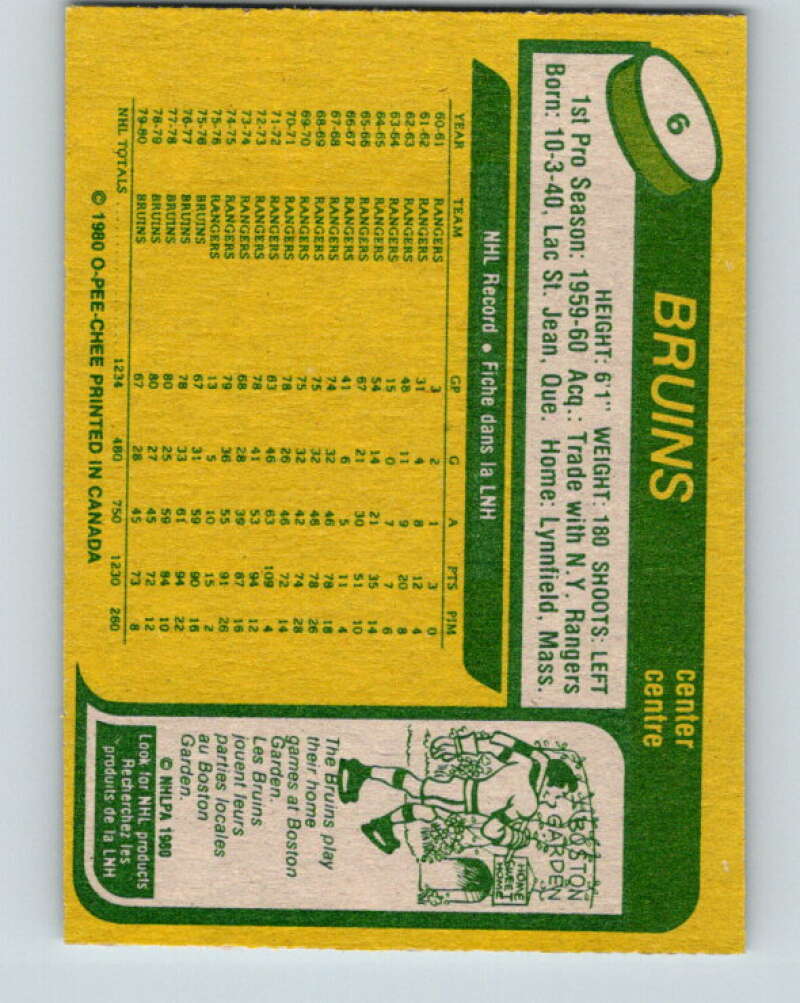 6
BRUINS
center
centre
HEIGHT: 6'1" WEIGHT: 180 SHOOTS: LEFT
1st Pro Season: 1959-60 Acq.: Trade with N.Y. Rangers
Born: 10-3-40, Lac St. Jean, Que. Home: Lynnfield, Mass.
NHL Record • Fiche dans la LNH
YEAR TEAM GP G A PTS PIM
60-61 RANGERS 3 2 1 3 0
61-62 RANGERS 31 4 8 12 4
62-63 RANGERS 48 11 9 20 8
63-64 RANGERS 15 0 7 7 6
64-65 RANGERS 54 14 21 35 14
65-66 RANGERS 67 21 30 51 10
66-67 RANGERS 41 6 5 11 4
67-68 RANGERS 74 32 46 78 18
68-69 RANGERS 75 32 46 78 26
69-70 RANGERS 75 32 42 74 28
70-71 RANGERS 78 26 46 72 14
71-72 RANGERS 63 46 63 109 4
72-73 RANGERS 78 41 53 94 12
73-74 RANGERS 68 28 39 67 16
74-75 RANGERS 79 36 55 91 26
75-76 RANGERS 13 5 10 15 2
75-76 BRUINS 67 31 59 90 16
76-77 BRUINS 78 33 61 94 22
77-78 BRUINS 80 25 59 84 10
78-79 BRUINS 80 27 45 72 12
79-80 BRUINS 67 28 45 73 8
NHL TOTALS 1234 480 750 1230 260
© 1980 O-PEE-CHEE PRINTED IN CANADA
BOSTON
GARDEN
HOME
SWEET
HOME
The Bruins play
their home
games at Boston
Garden.
Les Bruins
jouent leurs
parties locales
au Boston
Garden.
© NHLPA 1980
Look for NHL products
Recherchez les
produits de la LNH